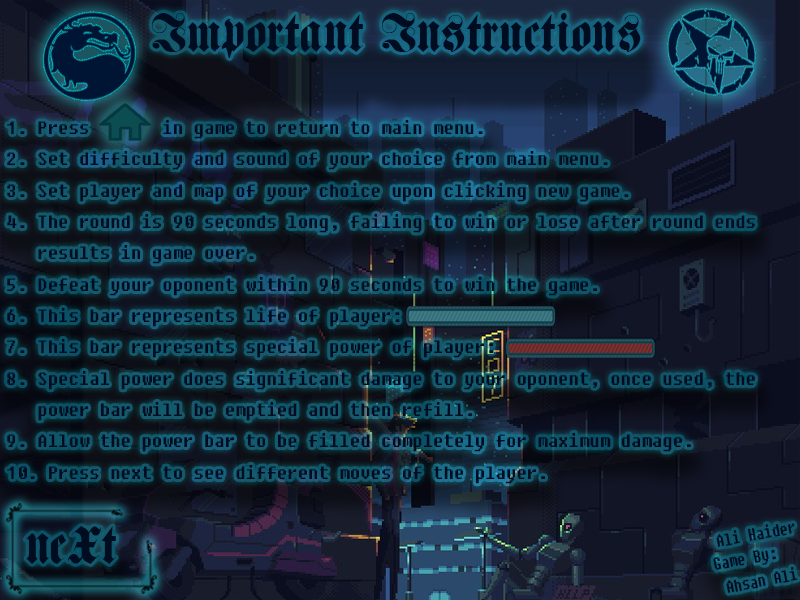 Important Instructions
1. Press in game to return to main menu.
2. Set difficulty and sound of your choice from main menu.
3. Set player and map of your choice upon clicking new game.
4. The round is 90 seconds long, failing to win or lose after round ends
results in game over.
5. Defeat your oponent within 90 seconds to win the game.
6. This bar represents life of player:
7. This bar represents special power of player:
8. Special power does significant damage to your oponent, once used, the
power bar will be emptied and then refill.
9. Allow the power bar to be filled completely for maximum damage.
10. Press next to see different moves of the player.
neXt
Ali Haider
Game By:
Ahsan Ali
HELP